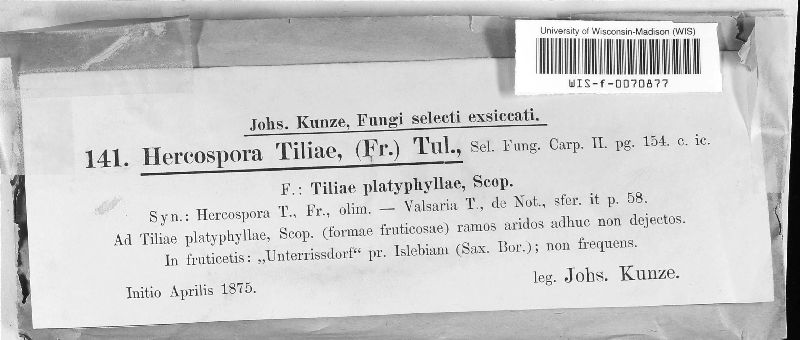 University of Wisconsin-Madison (WIS)
WIS-f-0070877
Johs. Kunze, Fungi selecti exsiccati.
141. Hercospora Tiliae, (Fr.) Tul., Sel. Fung. Carp. II. pg. 154. c. ic.
F.: Tiliae platyphyllae, Scop.
Syn.: Hercospora T., Fr., olim. — Valsaria T., de Not., sfer. it p. 58.
Ad Tiliae platyphyllae, Scop. (formae fruticosae) ramos aridos adhuc non dejectos.
In fruticetis: „Unterrissdorf“ pr. Islebiam (Sax. Bor.); non frequens.
Initio Aprilis 1875.
leg. Johs. Kunze.